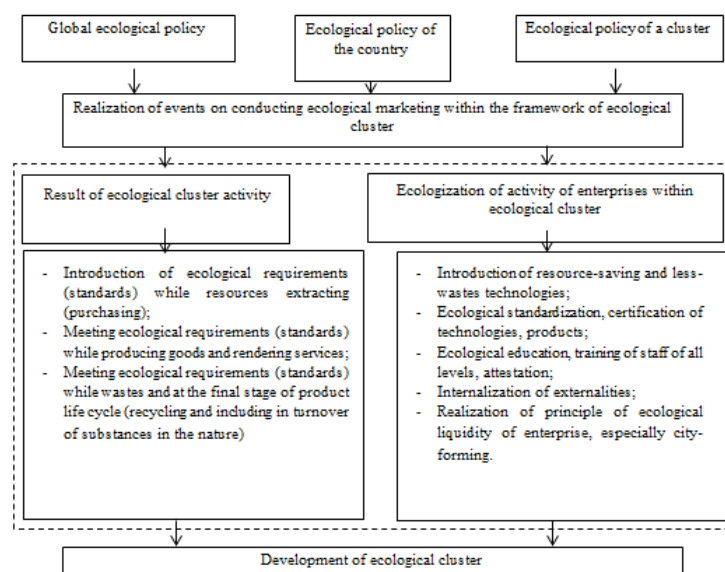 Global ecological policy
Ecological policy of
the country
Ecological policy of a cluster
Realization of events on conducting ecological marketing within the framework of ecological
cluster
Result of ecological cluster activity
Ecologization of activity of enterprises within
ecological cluster
- Introduction of ecological requirements
(standards) while resources extracting
(purchasing);
- Meeting ecological requirements (standards)
while producing goods and rendering services;
- Meeting ecological requirements (standards)
while wastes and at the final stage of product
life cycle (recycling and including in turnover
of substances in the nature)
- Introduction of resource-saving and less-
wastes technologies;
- Ecological standardization, certification of
technologies, products;
- Ecological education, training of staff of all
levels, attestation;
- Internalization of externalities;
- Realization of principle of ecological
liquidity of enterprise, especially city-
forming.
Development of ecological cluster